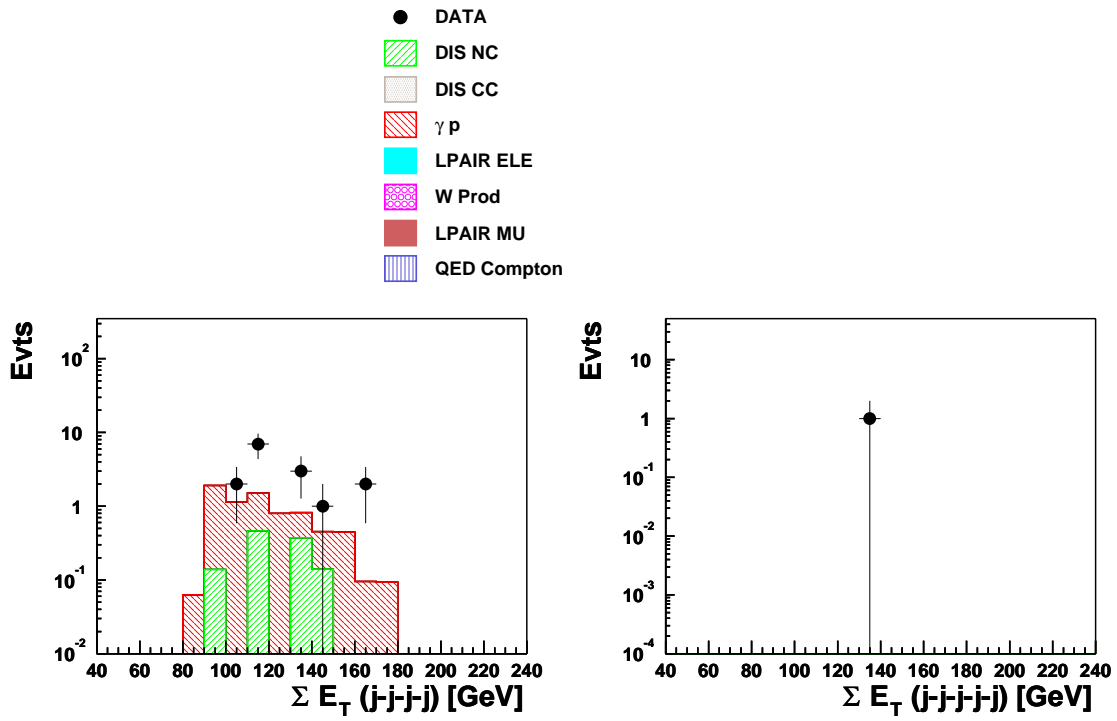 DATA
DIS NC
DIS CC
γ p
LPAIR ELE
W Prod
LPAIR MU
QED Compton
Evts
10²
10
1
10⁻¹
10⁻²
40 60 80 100 120 140 160 180 200 220 240
Σ E_T (j-j-j-j) [GeV]
Evts
10
1
10⁻¹
10⁻²
10⁻³
10⁻⁴
40 60 80 100 120 140 160 180 200 220 240
Σ E_T (j-j-j-j-j) [GeV]